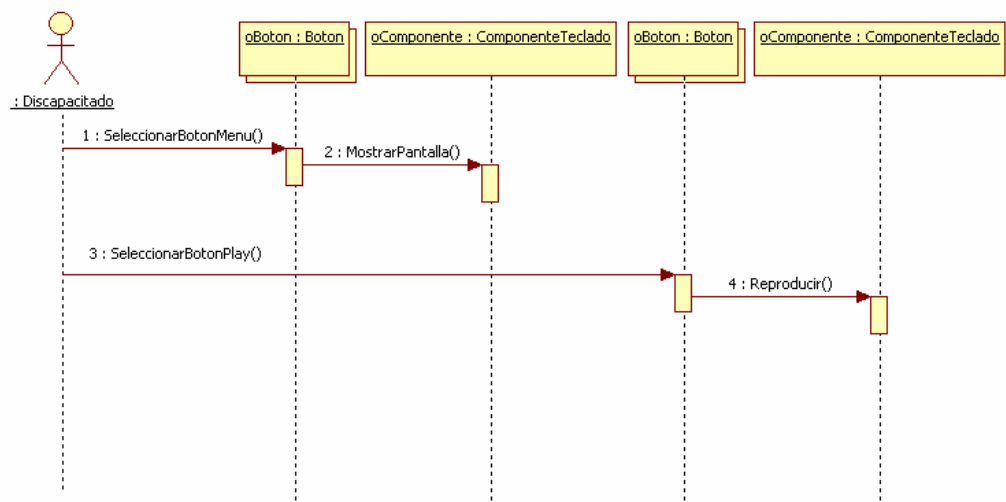 oBoton : Boton
oComponente : ComponenteTeclado
oBoton : Boton
oComponente : ComponenteTeclado
: Discapacitado
1 : SeleccionarBotonMenu()
2 : MostrarPantalla()
3 : SeleccionarBotonPlay()
4 : Reproducir()